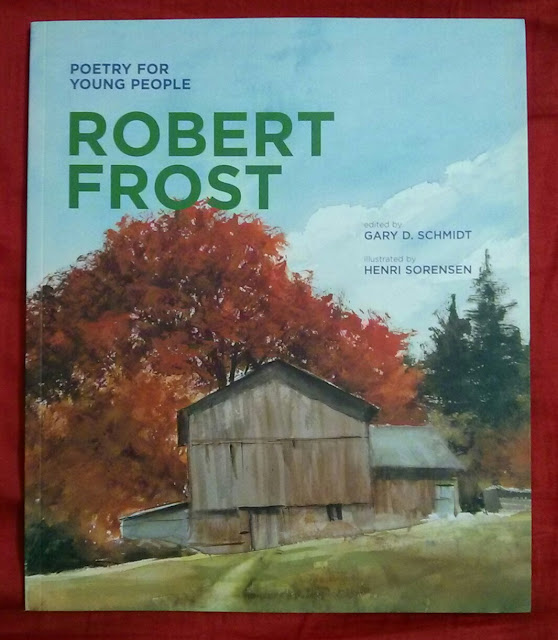 POETRY FOR
YOUNG PEOPLE
ROBERT
FROST
edited by
GARY D. SCHMIDT
illustrated by
HENRI SORENSEN